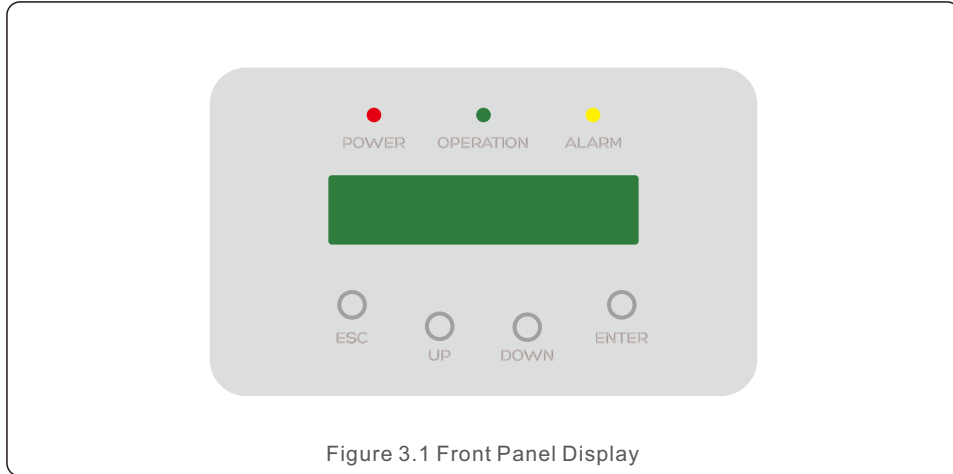 POWER OPERATION ALARM
ESC UP DOWN ENTER
Figure 3.1 Front Panel Display